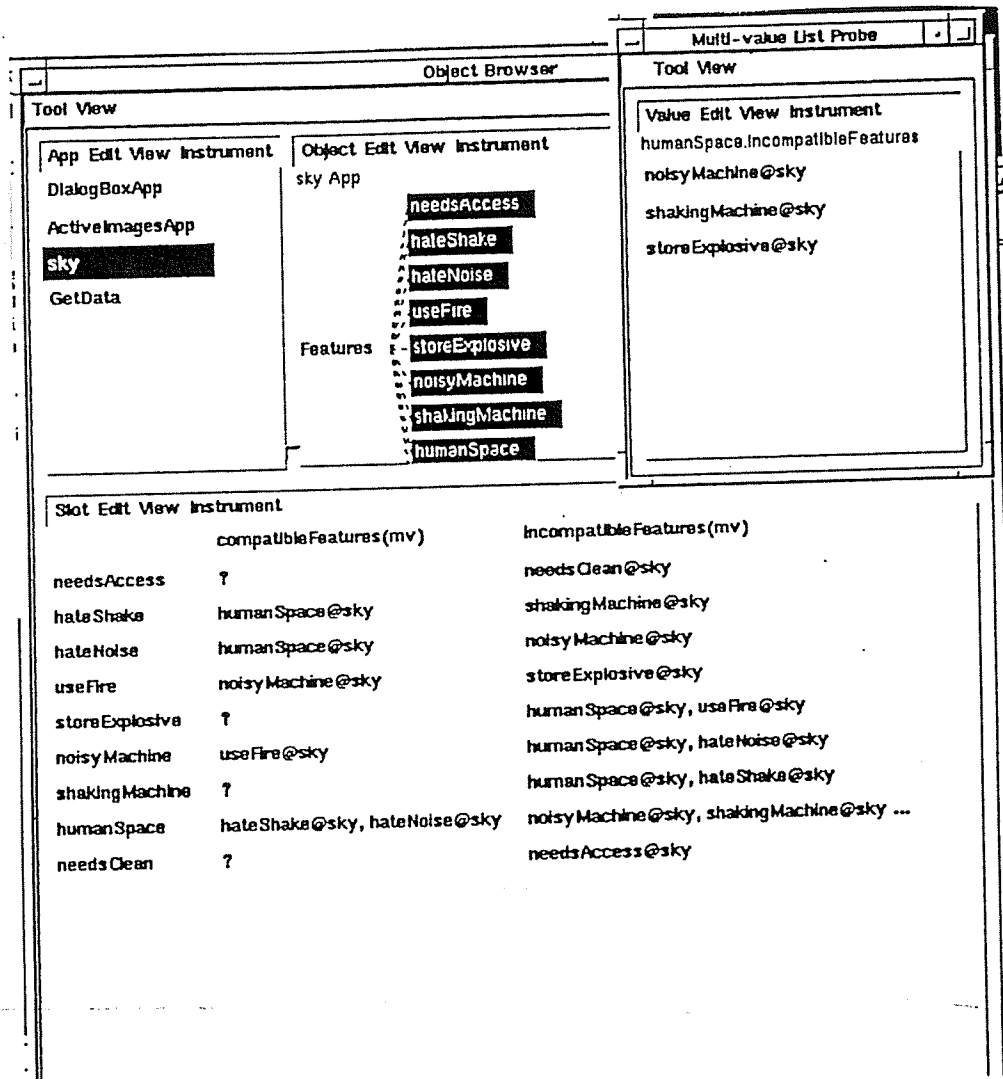 Object Browser
Tool View
App Edit View Instrument
DialogBoxApp
ActiveImagesApp
sky
GetData
Object Edit View Instrument
sky App
Features
needsAccess
hateShake
hateNoise
useFire
storeExplosive
noisyMachine
shakingMachine
humanSpace
Multi-value List Probe
Tool View
Value Edit View Instrument
humanSpace.IncompatibleFeatures
noisyMachine@sky
shakingMachine@sky
storeExplosive@sky
Slot Edit View Instrument
compatibleFeatures(mv) IncompatibleFeatures(mv)
needsAccess ? needsClean@sky
hateShake humanSpace@sky shakingMachine@sky
hateNoise humanSpace@sky noisyMachine@sky
useFire noisyMachine@sky storeExplosive@sky
storeExplosive ? humanSpace@sky, useFire@sky
noisyMachine useFire@sky humanSpace@sky, hateNoise@sky
shakingMachine ? humanSpace@sky, hateShake@sky
humanSpace hateShake@sky, hateNoise@sky noisyMachine@sky, shakingMachine@sky ...
needsClean ? needsAccess@sky